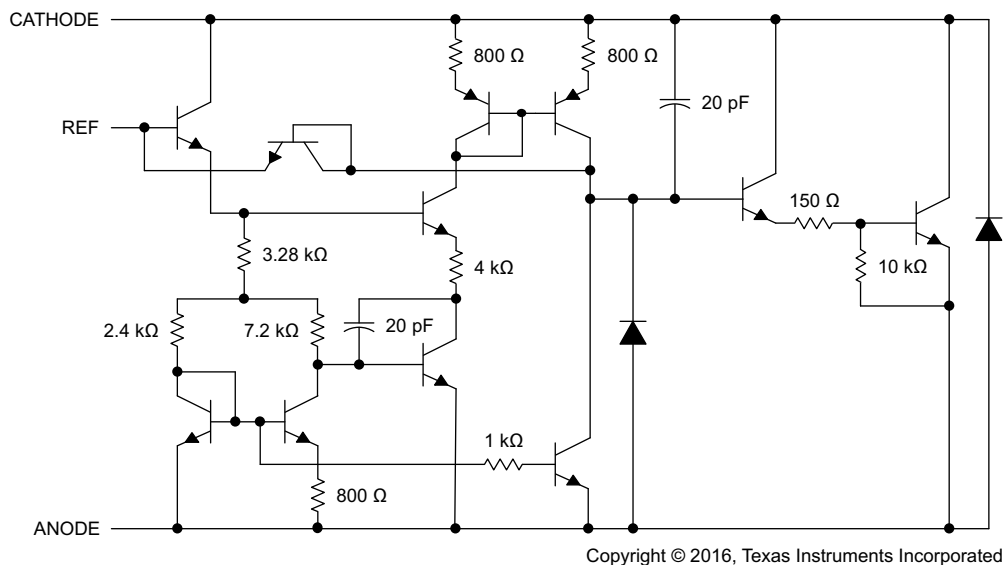 CATHODE
800 Ω
800 Ω
20 pF
REF
150 Ω
3.28 kΩ
4 kΩ
10 kΩ
2.4 kΩ
7.2 kΩ
20 pF
1 kΩ
800 Ω
ANODE
Copyright © 2016, Texas Instruments Incorporated